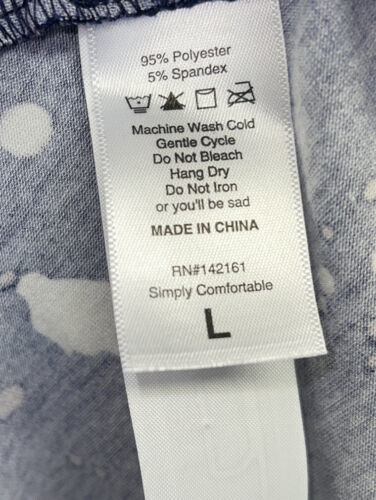 95% Polyester
5% Spandex
Machine Wash Cold
Gentle Cycle
Do Not Bleach
Hang Dry
Do Not Iron
or you'll be sad
MADE IN CHINA
RN#142161
Simply Comfortable
L